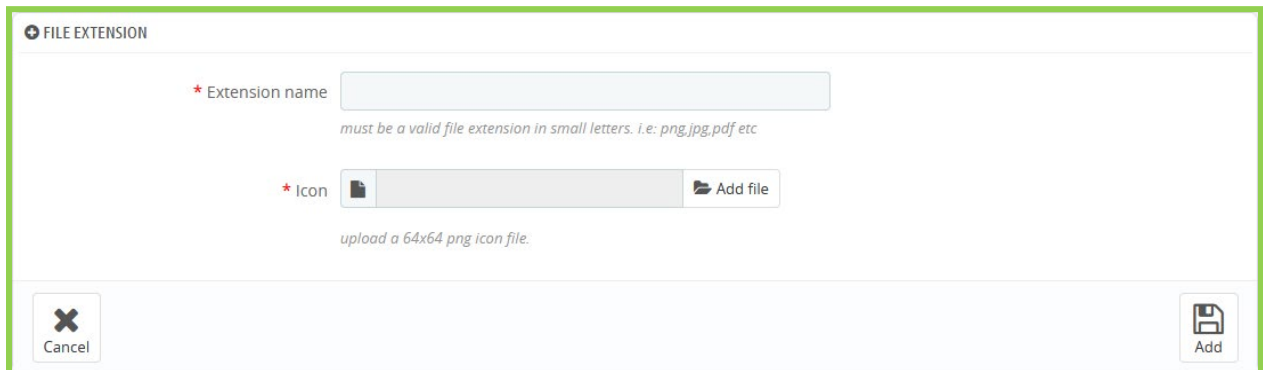 FILE EXTENSION
* Extension name
must be a valid file extension in small letters. i.e: png,jpg,pdf etc
* Icon
Add file
upload a 64x64 png icon file.
Cancel
Add